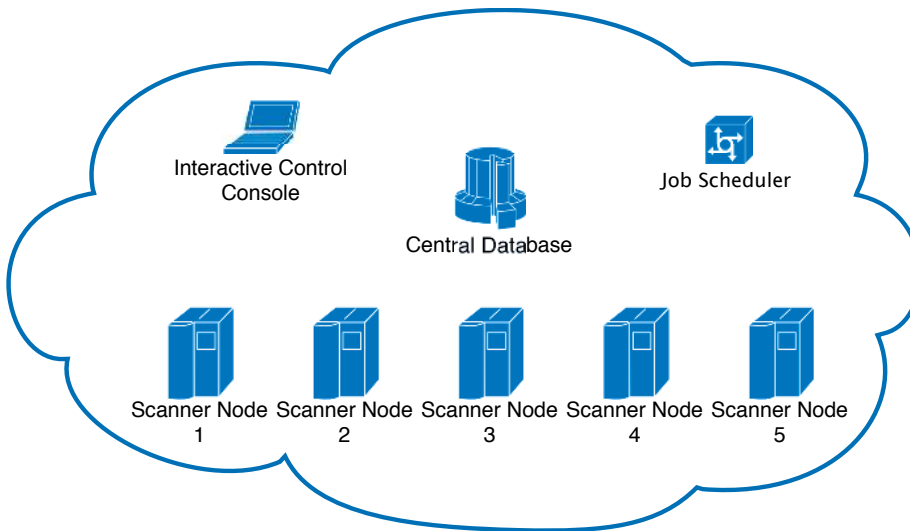 Interactive Control
Console
Job Scheduler
Central Database
Scanner Node
1
Scanner Node
2
Scanner Node
3
Scanner Node
4
Scanner Node
5